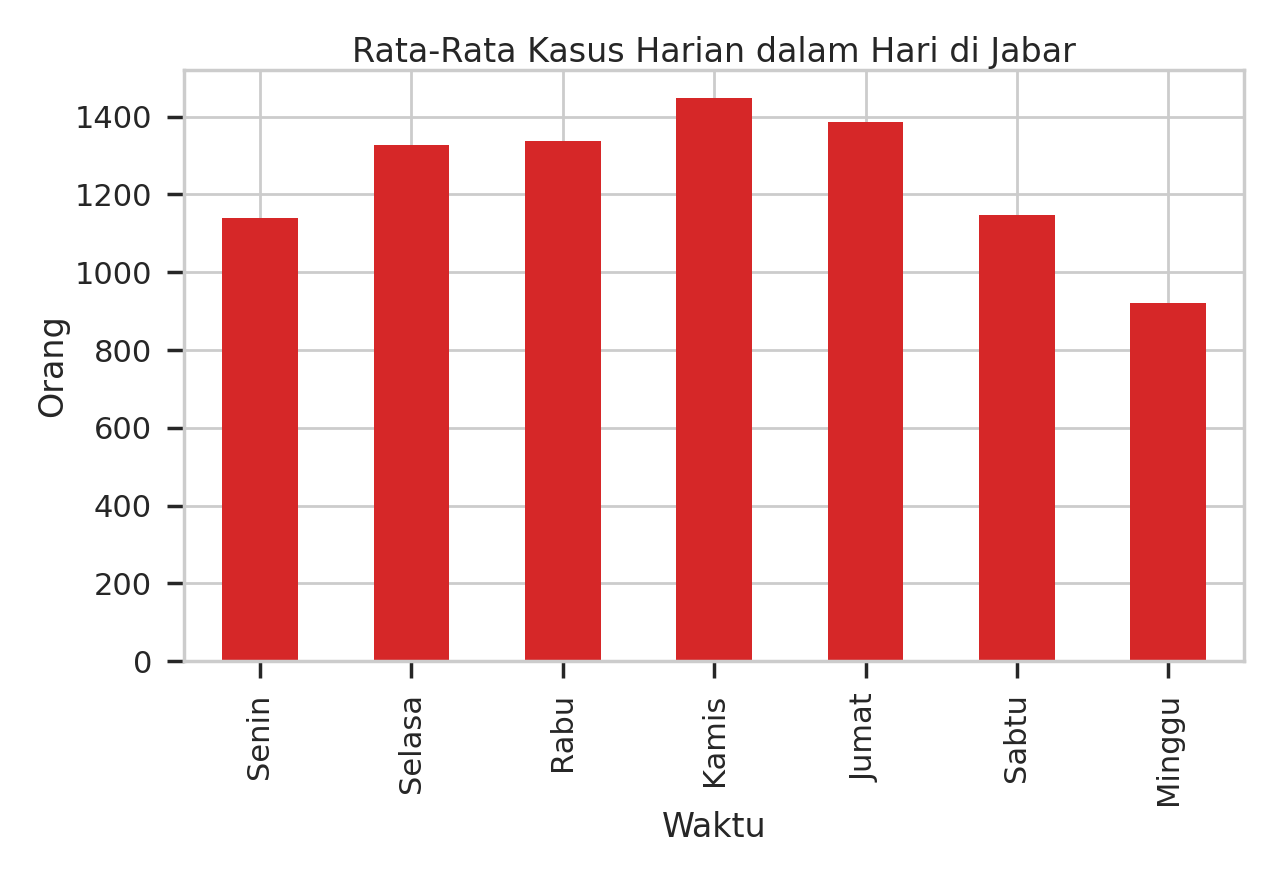 Rata-Rata Kasus Harian dalam Hari di Jabar
1400
1200
1000
800
600
400
200
0
Orang
Senin
Selasa
Rabu
Kamis
Jumat
Sabtu
Minggu
Waktu